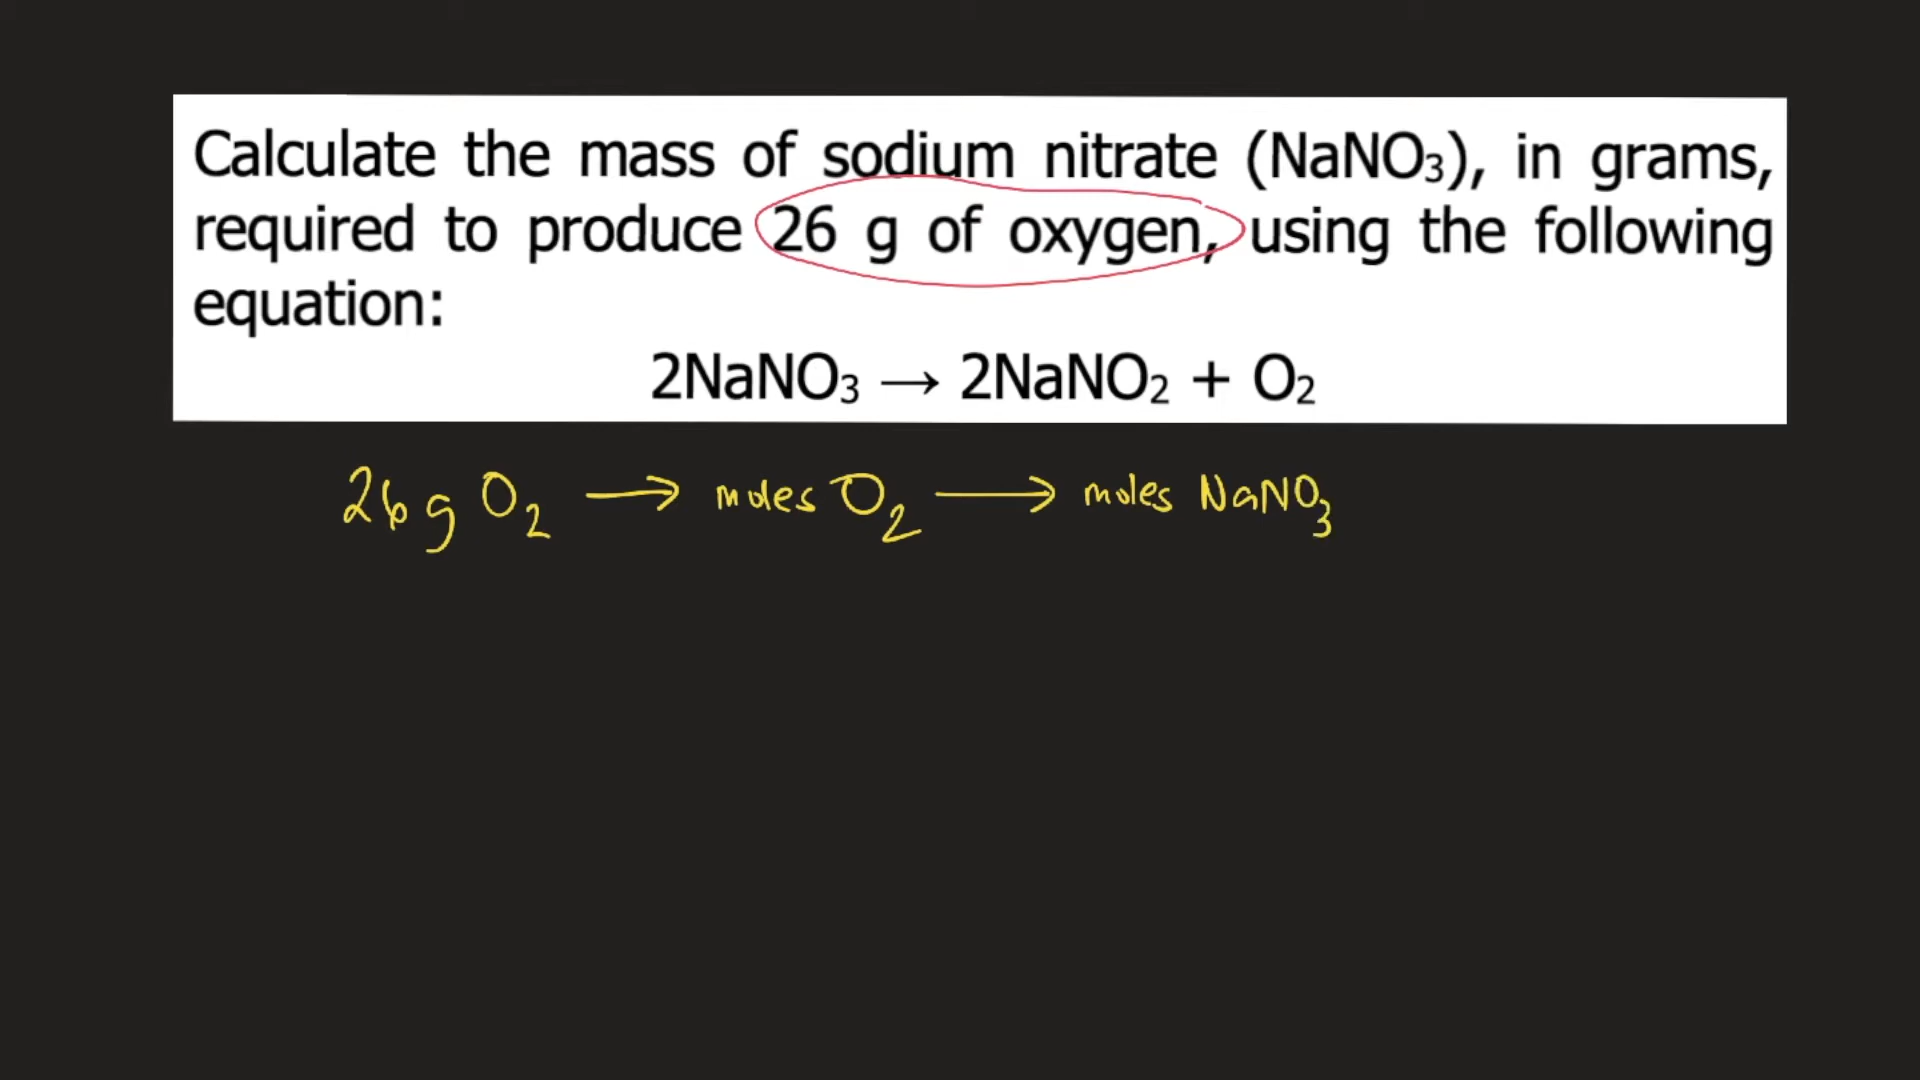 Calculate the mass of sodium nitrate (NaNO₃), in grams,
required to produce 26 g of oxygen, using the following
equation:
2NaNO₃ → 2NaNO₂ + O₂
26g O₂ → moles O₂ → moles NaNO₃